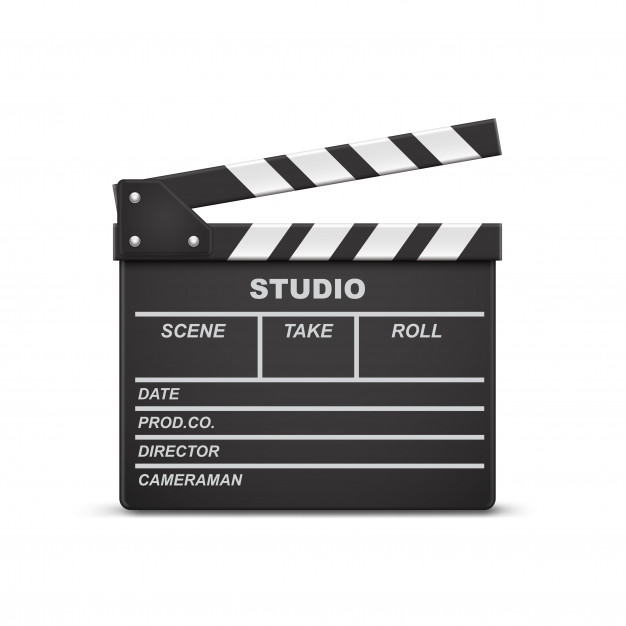 STUDIO
SCENE TAKE ROLL
DATE
PROD.CO.
DIRECTOR
CAMERAMAN